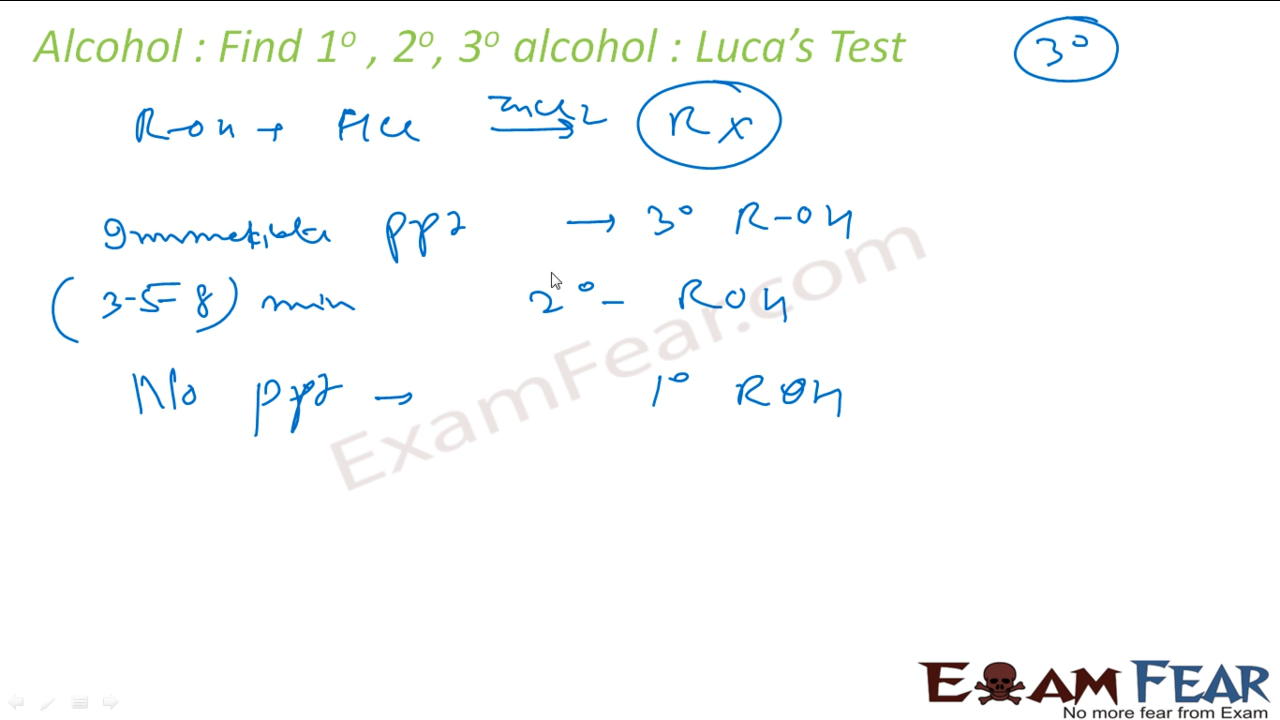 Alcohol : Find 1º , 2º, 3º alcohol : Luca's Test
3º
R-OH + HCl ZnCl2 → Rx
Immediate ppt → 3º R-OH
(3-5= 8) min 2º - ROH
No ppt → 1º ROH
ExamFear.com
EXAM FEAR
No more fear from Exam